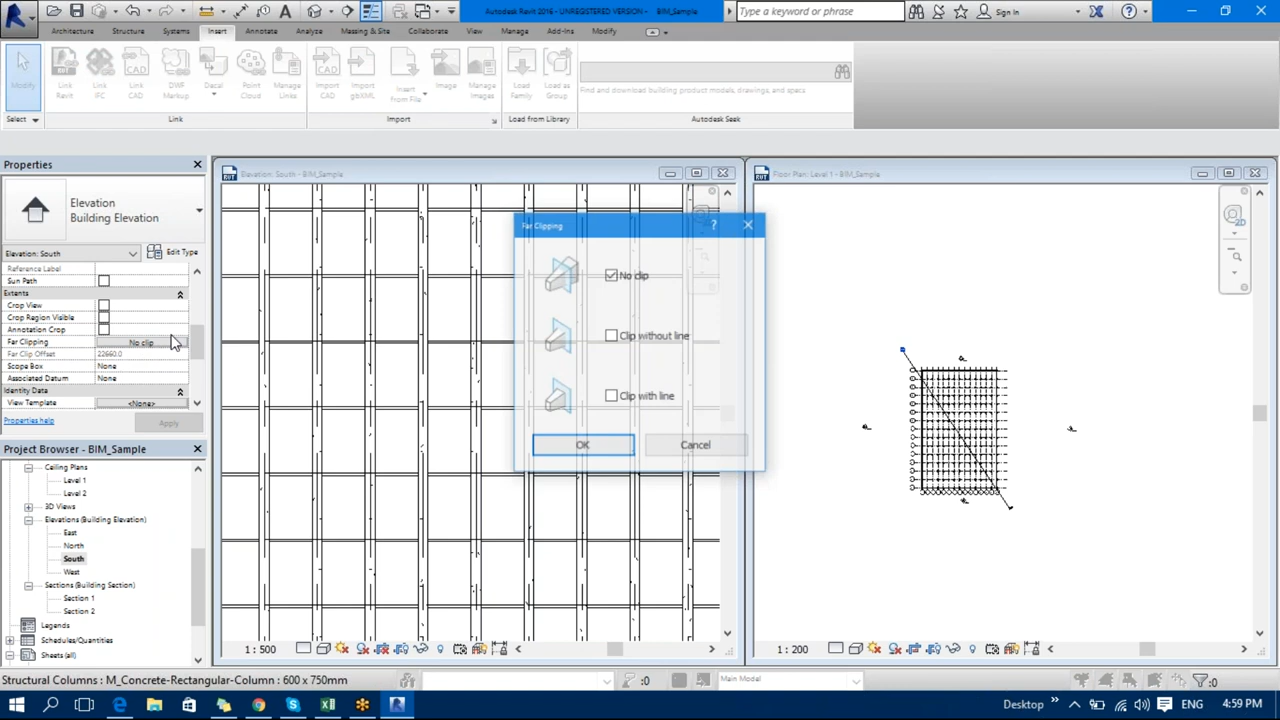 Autodesk Revit 2016 - UNREGISTERED VERSION - BIM_Sample
Type a keyword or phrase
Sign In
Architecture Structure Systems Insert Annotate Analyze Massing & Site Collaborate View Manage Add-Ins Modify
Modify
Link Revit
Link IFC
Link CAD
DWF Markup
Decal
Point Cloud
Manage Links
Import CAD
Import gbXML
Insert from File
Image
Manage Images
Load Family
Load as Group
Find and download building product models, drawings, and specs
Select
Link
Import
Load from Library
Autodesk Seek
Properties
Elevation
Building Elevation
Elevation: South
Edit Type
Reference Label
Sun Path
Extents
Crop View
Crop Region Visible
Annotation Crop
Far Clipping No clip
Far Clip Offset 22660.0
Scope Box None
Associated Datum None
Identity Data
View Template <None>
Properties help
Apply
Project Browser - BIM_Sample
Ceiling Plans
Level 1
Level 2
3D Views
Elevations (Building Elevation)
East
North
South
West
Sections (Building Section)
Section 1
Section 2
Legends
Schedules/Quantities
Sheets (all)
Elevation: South - BIM_Sample
Far Clipping
?
No clip
Clip without line
Clip with line
OK
Cancel
1 : 500
Floor Plan: Level 1 - BIM_Sample
2D
1 : 200
Structural Columns : M_Concrete-Rectangular-Column : 600 x 750mm
:0
Main Model
:0
Desktop
ENG
4:59 PM